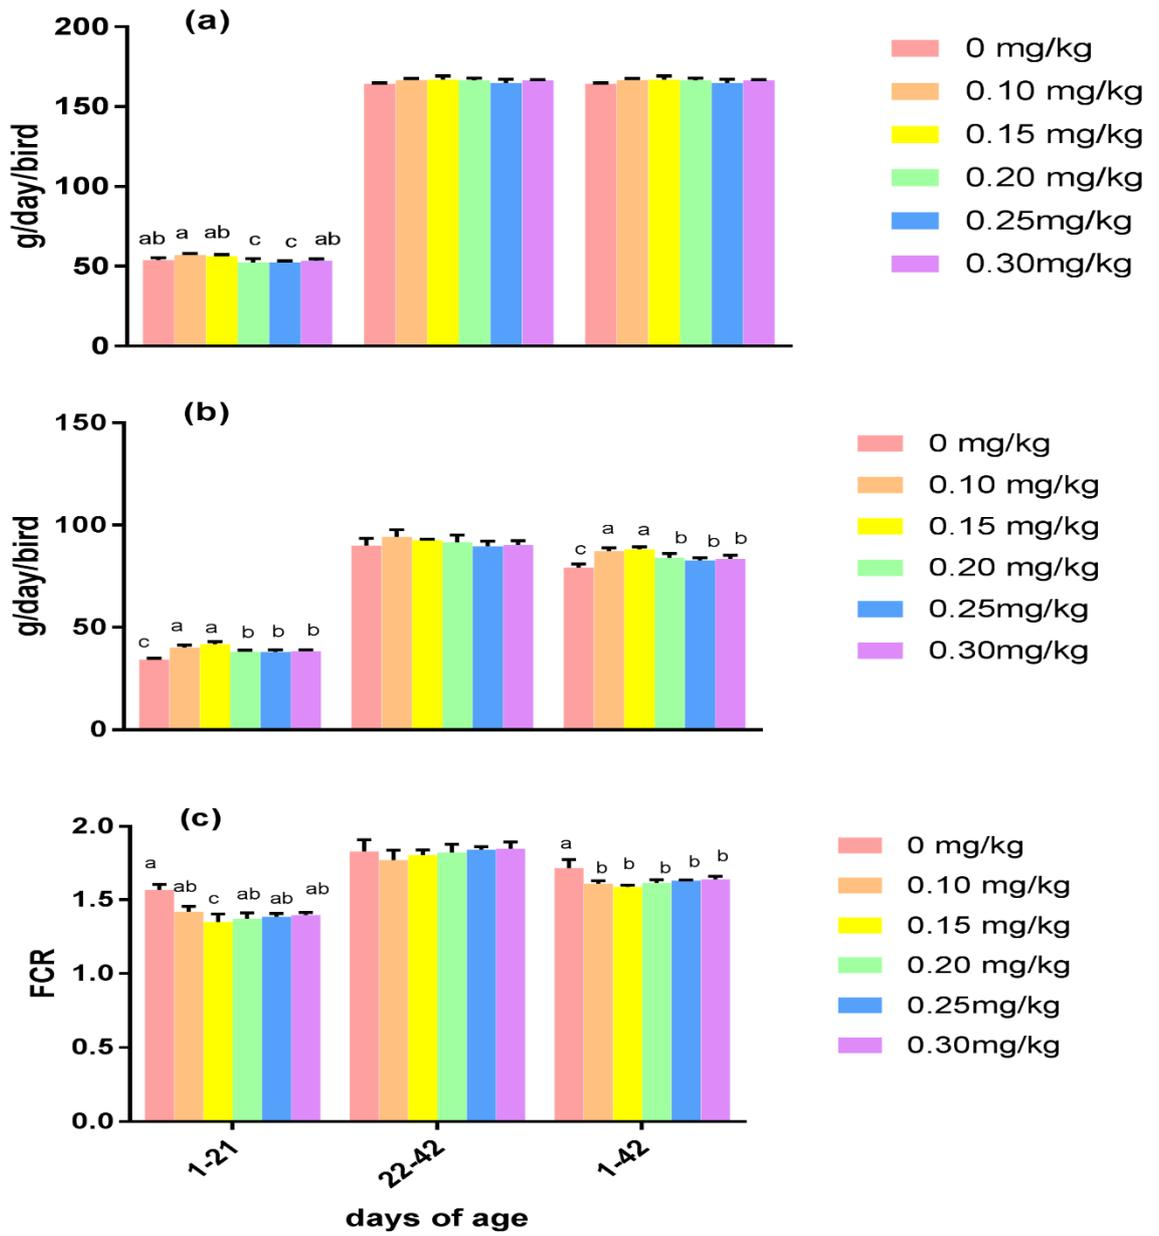 (a)
200
150
100
50
0
g/day/bird
ab a ab c c ab
0 mg/kg
0.10 mg/kg
0.15 mg/kg
0.20 mg/kg
0.25mg/kg
0.30mg/kg
(b)
150
100
50
0
g/day/bird
c a a b b b
c a a b b b
0 mg/kg
0.10 mg/kg
0.15 mg/kg
0.20 mg/kg
0.25mg/kg
0.30mg/kg
(c)
2.0
1.5
1.0
0.5
0.0
FCR
a ab c ab ab ab
a b b b b b
0 mg/kg
0.10 mg/kg
0.15 mg/kg
0.20 mg/kg
0.25mg/kg
0.30mg/kg
1-21
22-42
1-42
days of age